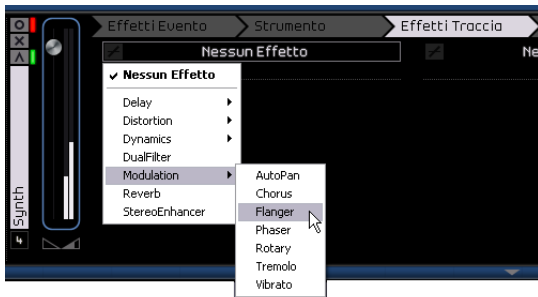 Effetti Evento
Strumento
Effetti Traccia
Nessun Effetto
Ne
✓ Nessun Effetto
Delay
Distortion
Dynamics
DualFilter
Modulation
Reverb
StereoEnhancer
AutoPan
Chorus
Flanger
Phaser
Rotary
Tremolo
Vibrato
Synth
4